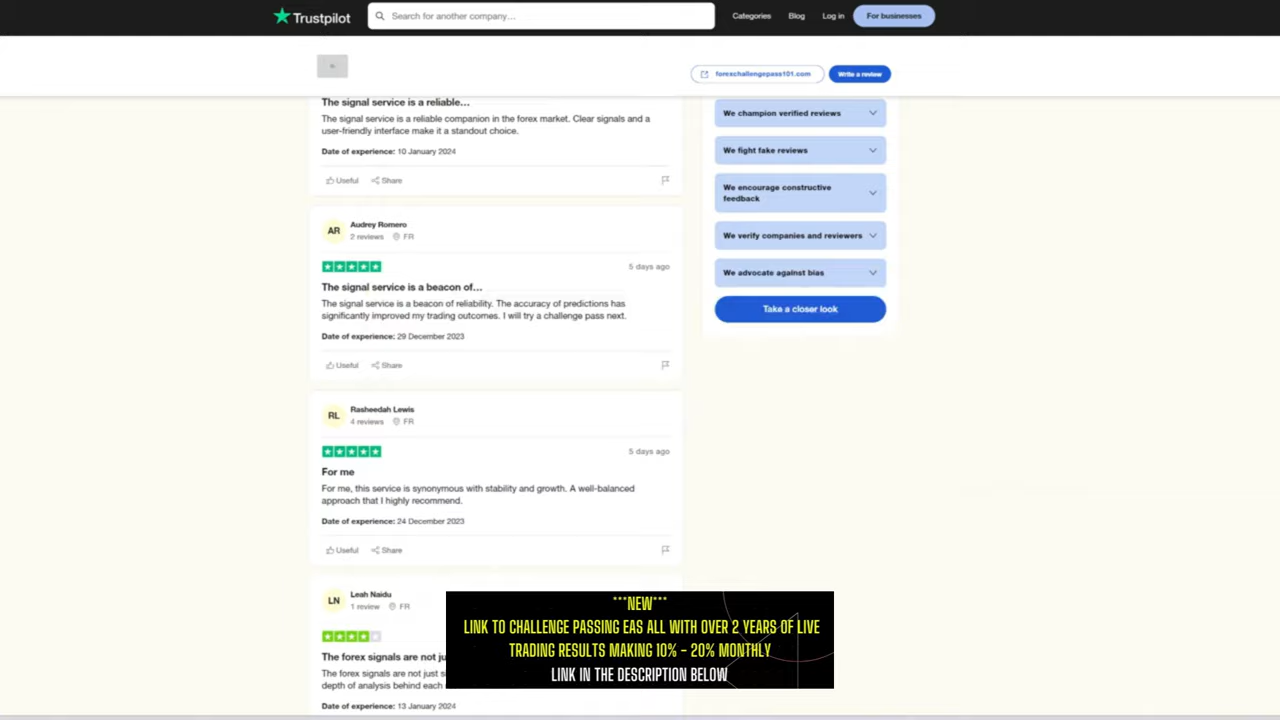 Trustpilot
Search for another company...
Categories
Blog
Log in
For businesses
forexchallengepass101.com
Write a review
The signal service is a reliable...
The signal service is a reliable companion in the forex market. Clear signals and a
user-friendly interface make it a standout choice.
Date of experience: 10 January 2024
Useful
Share
We champion verified reviews
We fight fake reviews
We encourage constructive
feedback
We verify companies and reviewers
We advocate against bias
Take a closer look
AR
Audrey Romero
2 reviews
FR
5 days ago
The signal service is a beacon of...
The signal service is a beacon of reliability. The accuracy of predictions has
significantly improved my trading outcomes. I will try a challenge pass next.
Date of experience: 29 December 2023
Useful
Share
RL
Rasheedah Lewis
4 reviews
FR
5 days ago
For me
For me, this service is synonymous with stability and growth. A well-balanced
approach that I highly recommend.
Date of experience: 24 December 2023
Useful
Share
LN
Leah Naidu
1 review
FR
The forex signals are not ju
The forex signals are not just s
depth of analysis behind each
Date of experience: 13 January 2024
***NEW***
LINK TO CHALLENGE PASSING EAS ALL WITH OVER 2 YEARS OF LIVE
TRADING RESULTS MAKING 10% - 20% MONTHLY
LINK IN THE DESCRIPTION BELOW